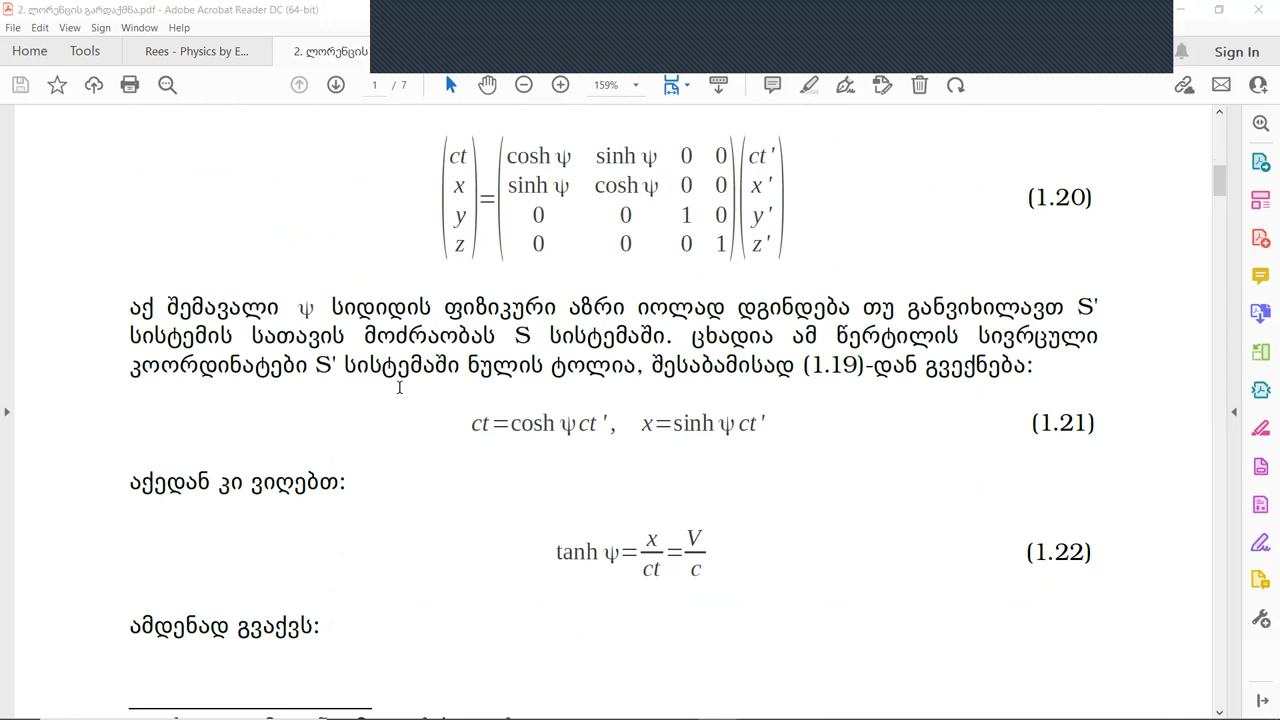 2. ლორენცის გარდაქმნა.pdf - Adobe Acrobat Reader DC (64-bit)
File Edit View Sign Window Help
Home Tools Rees - Physics by E... 2. ლორენცის Sign In
1 / 7 159%
(ct x y z) = (cosh ψ sinh ψ 0 0
sinh ψ cosh ψ 0 0
0 0 1 0
0 0 0 1) (ct' x' y' z') (1.20)
აქ შემავალი ψ სიდიდის ფიზიკური აზრი იოლად დგინდება თუ განვიხილავთ S'
სისტემის სათავის მოძრაობას S სისტემაში. ცხადია ამ წერტილის სივრცული
კოორდინატები S' სისტემაში ნულის ტოლია, შესაბამისად (1.19)-დან გვექნება:
ct=cosh ψ ct', x=sinh ψ ct' (1.21)
აქედან კი ვიღებთ:
tanh ψ = x/ct = V/c (1.22)
ამდენად გვაქვს: